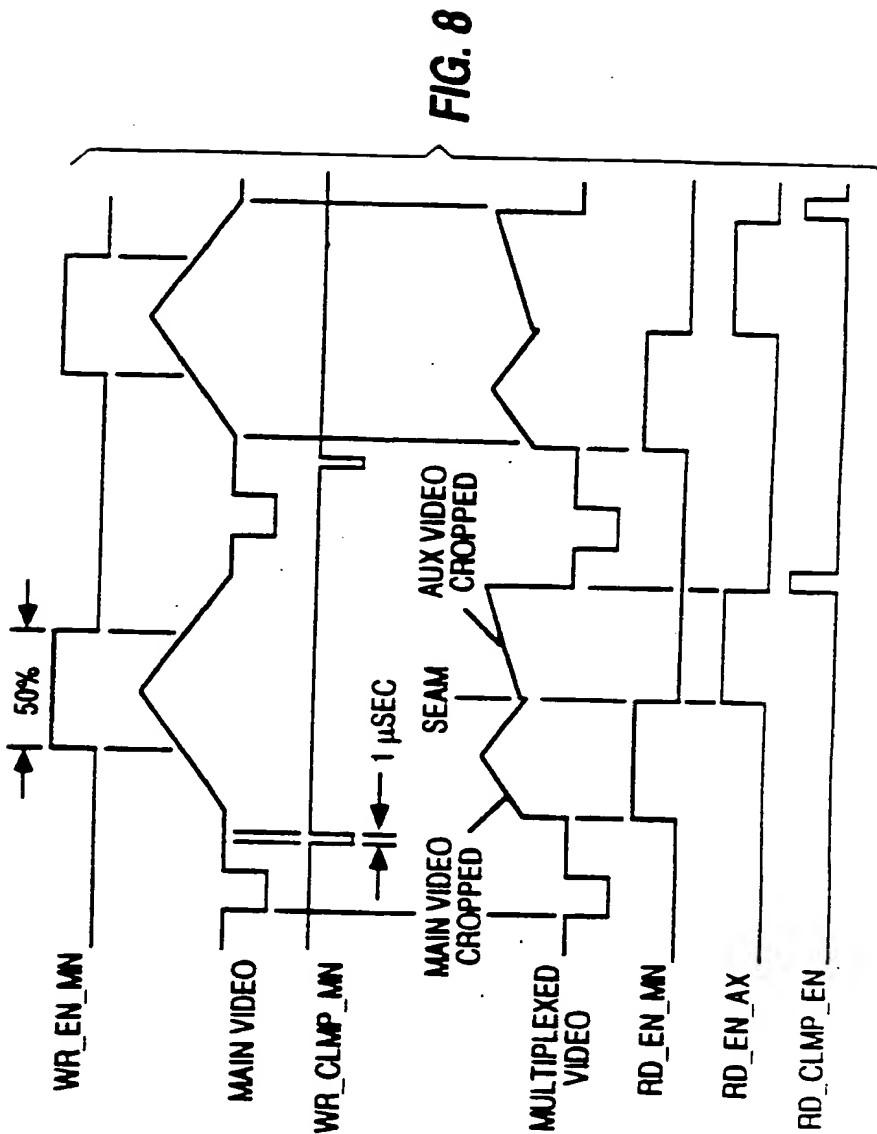 FIG. 8
50%
WR_EN_MN
MAIN VIDEO
1 µSEC
WR_CLMP_MN
MAIN VIDEO
CROPPED
SEAM
AUX VIDEO
CROPPED
MULTIPLEXED
VIDEO
RD_EN_MN
RD_EN_AX
RD_CLMP_EN